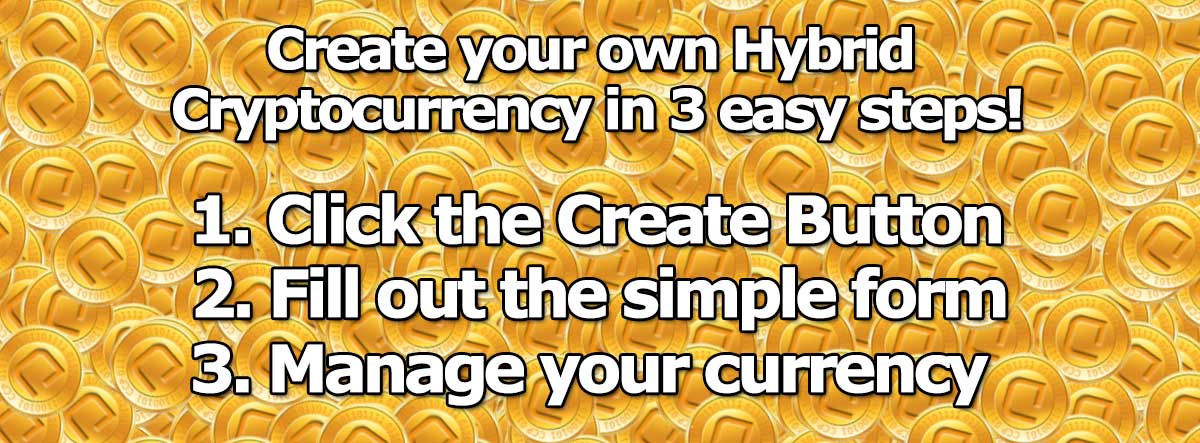 Create your own Hybrid
Cryptocurrency in 3 easy steps!
1. Click the Create Button
2. Fill out the simple form
3. Manage your currency